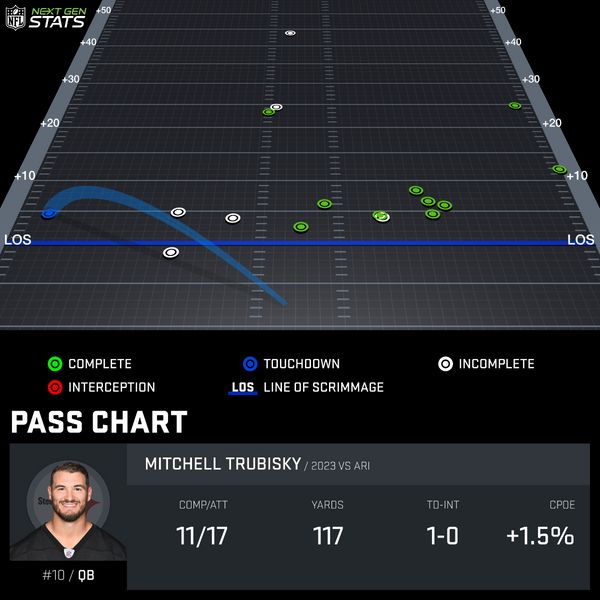 NFL NEXT GEN STATS
+50 +50
+40 +40
+30 +30
+20 +20
+10 +10
LOS LOS
COMPLETE TOUCHDOWN INCOMPLETE
INTERCEPTION LOS LINE OF SCRIMMAGE
PASS CHART
MITCHELL TRUBISKY / 2023 VS ARI
COMP/ATT YARDS TD-INT CPOE
11/17 117 1-0 +1.5%
#10 / QB